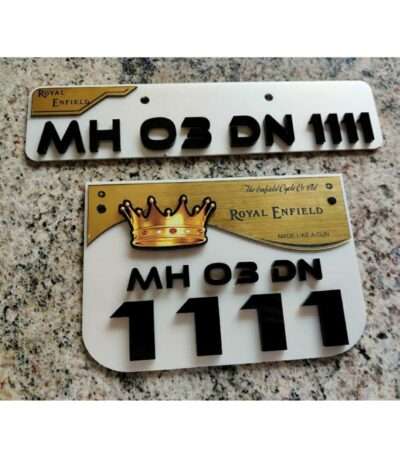 ROYAL
ENFIELD
MH 03 DN 1111
The Enfield Cycle Co Ltd
ROYAL ENFIELD
MADE LIKE A GUN
MH 03 DN
1111